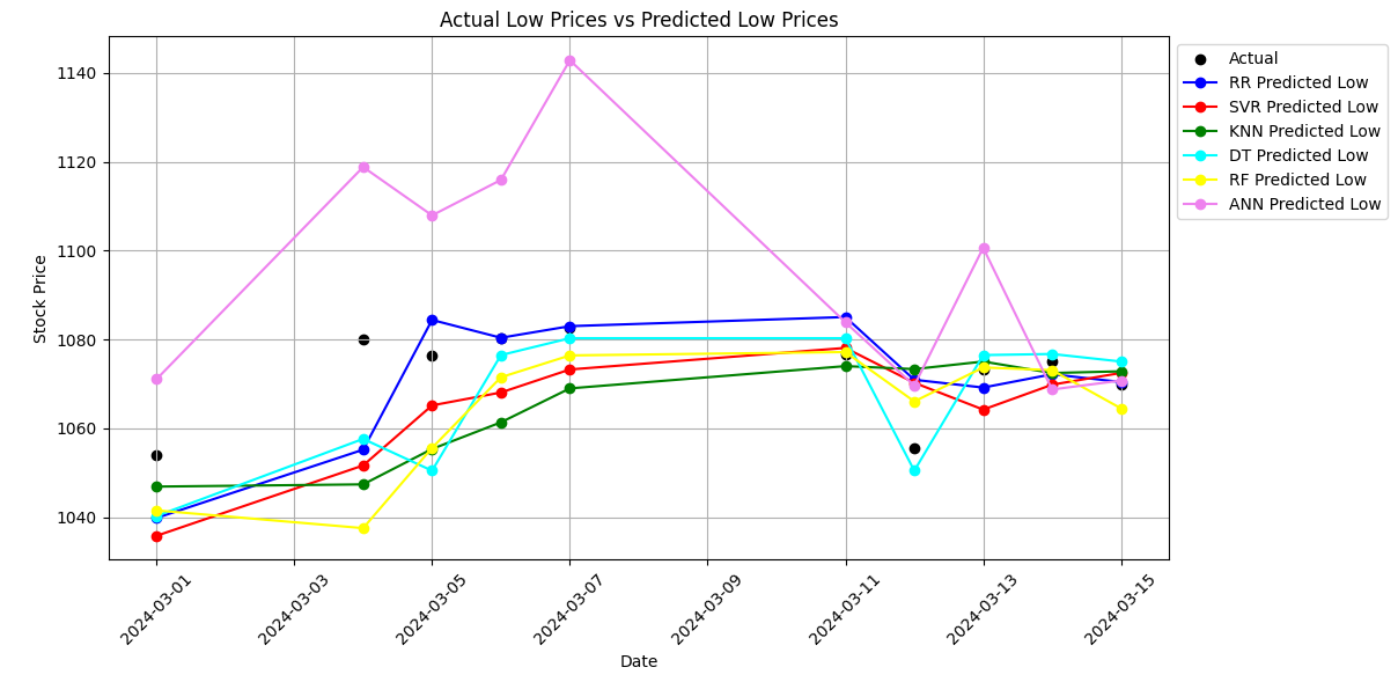 Actual Low Prices vs Predicted Low Prices
Stock Price
1140
1120
1100
1080
1060
1040
2024-03-01
2024-03-03
2024-03-05
2024-03-07
2024-03-09
2024-03-11
2024-03-13
2024-03-15
Date
Actual
RR Predicted Low
SVR Predicted Low
KNN Predicted Low
DT Predicted Low
RF Predicted Low
ANN Predicted Low